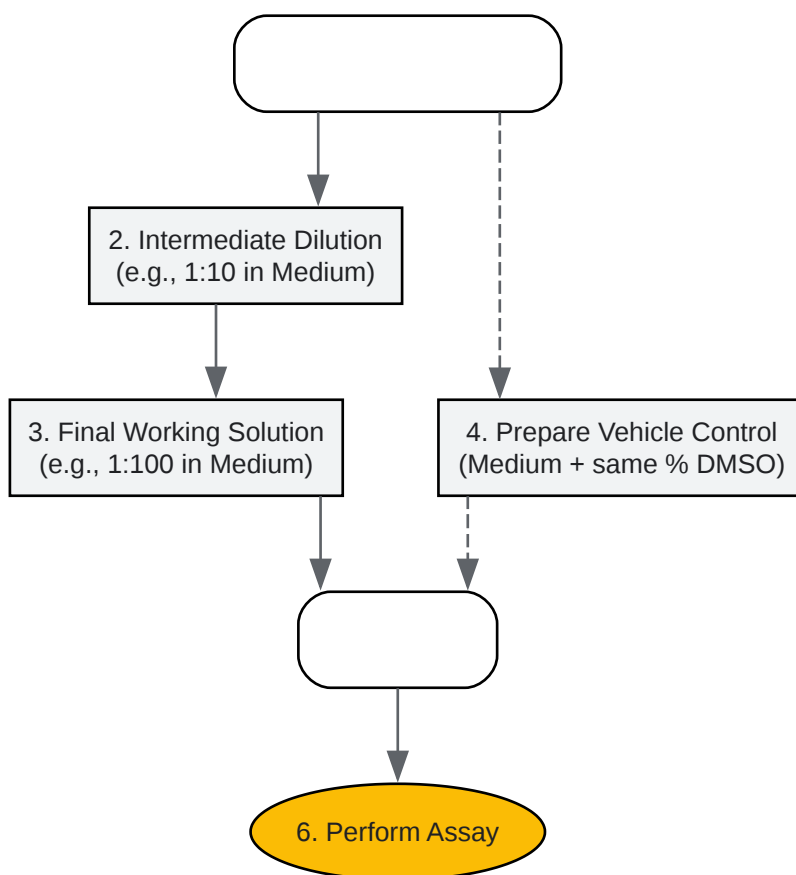 2. Intermediate Dilution
(e.g., 1:10 in Medium)
3. Final Working Solution
(e.g., 1:100 in Medium)
4. Prepare Vehicle Control
(Medium + same % DMSO)
6. Perform Assay